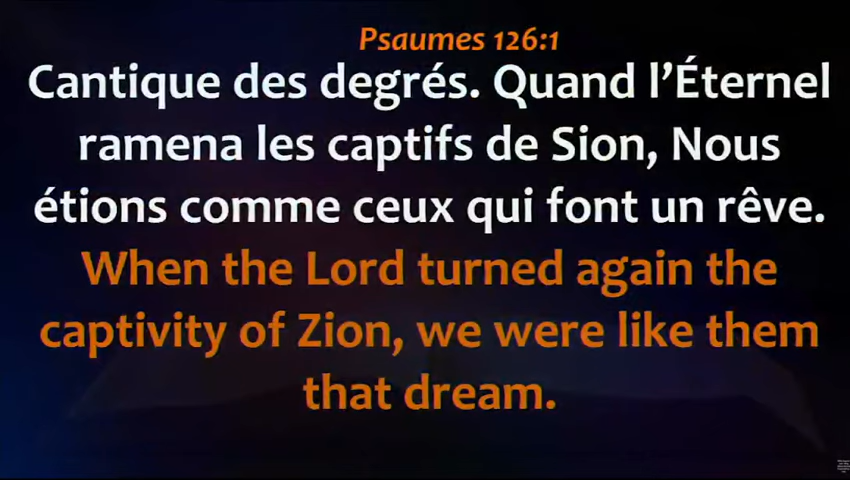 Psaumes 126:1
Cantique des degrés. Quand l’Éternel
ramena les captifs de Sion, Nous
étions comme ceux qui font un rêve.
When the Lord turned again the
captivity of Zion, we were like them
that dream.